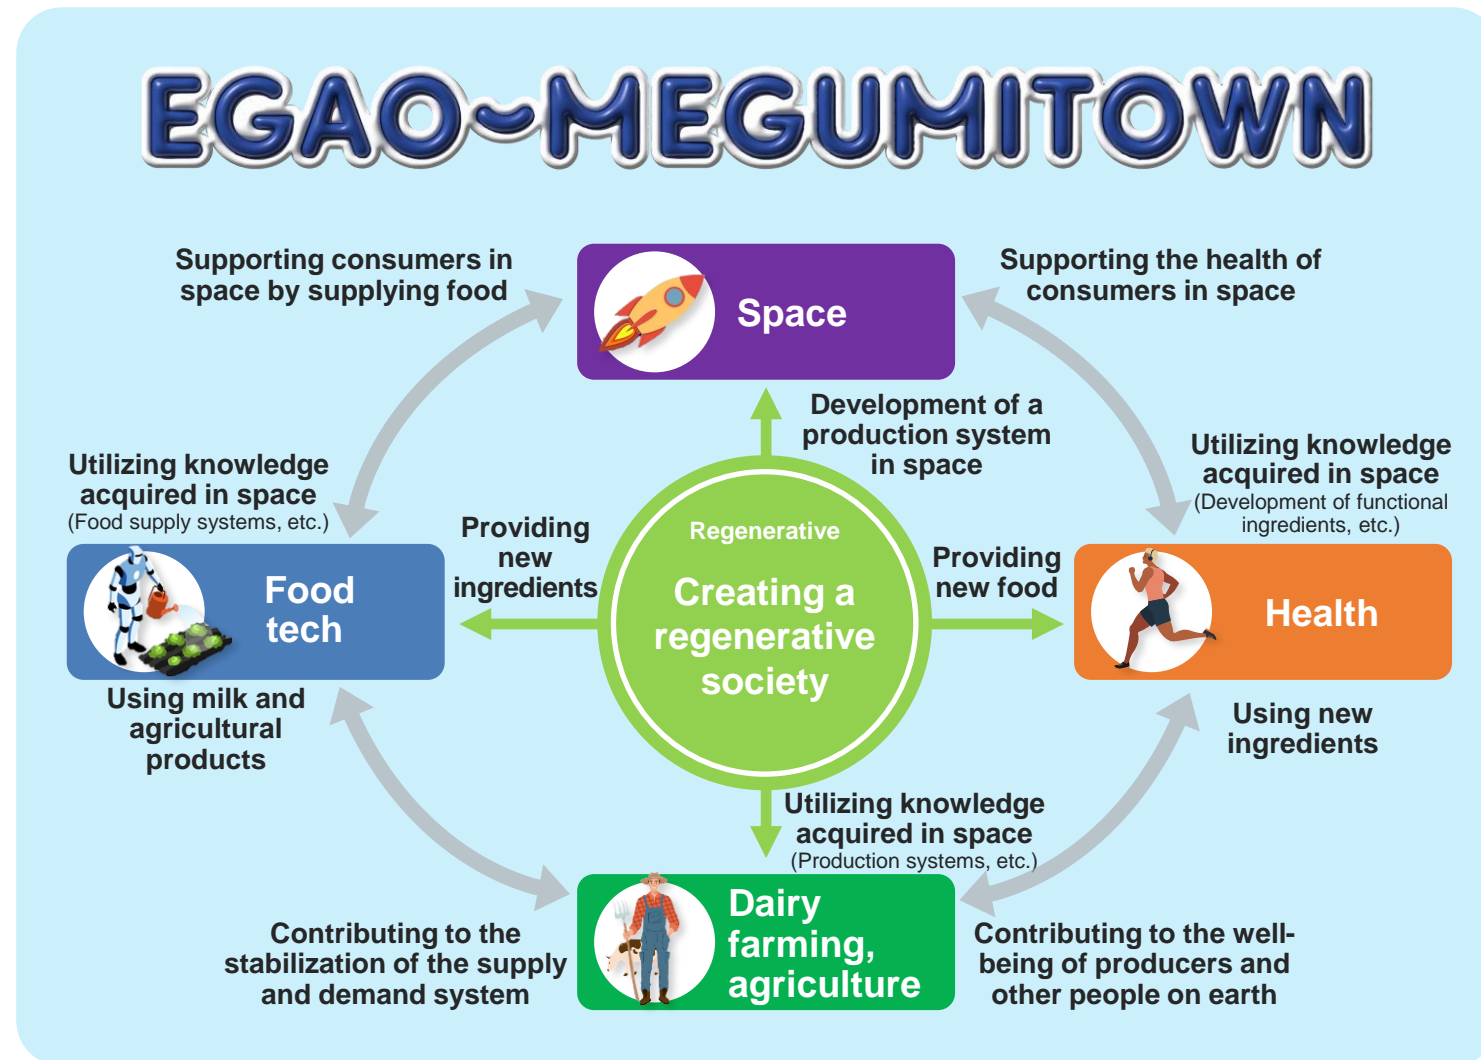 EGAO~MEGUMITOWN
Supporting consumers in
space by supplying food
Space
Supporting the health of
consumers in space
Development of a
production system
in space
Utilizing knowledge
acquired in space
(Food supply systems, etc.)
Utilizing knowledge
acquired in space
(Development of functional
ingredients, etc.)
Food
tech
Providing
new
ingredients
Regenerative
Creating a
regenerative
society
Providing
new food
Health
Using milk and
agricultural
products
Using new
ingredients
Utilizing knowledge
acquired in space
(Production systems, etc.)
Dairy
farming,
agriculture
Contributing to the
stabilization of the supply
and demand system
Contributing to the well-
being of producers and
other people on earth